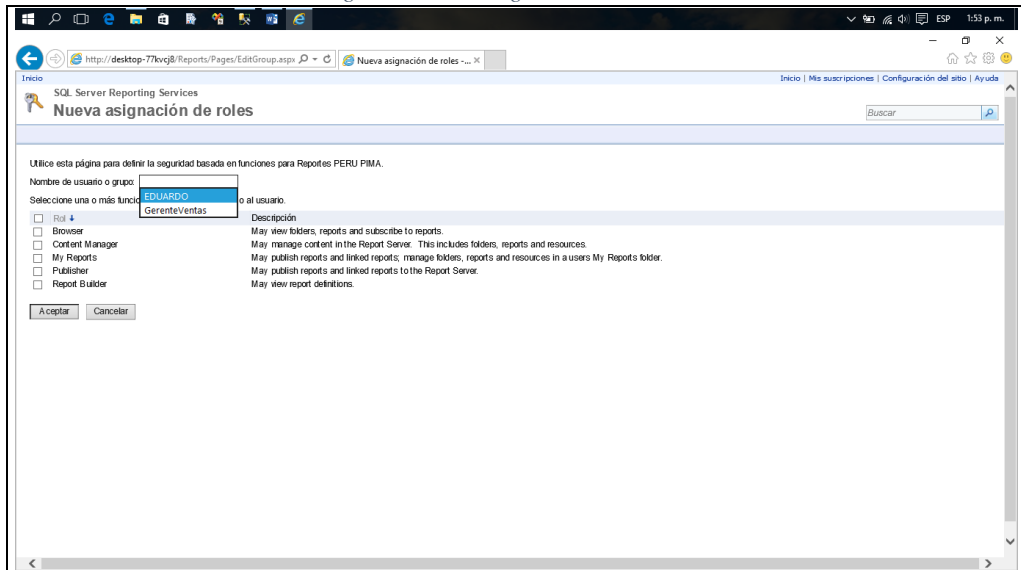 ESP 1:53 p. m.
http://desktop-77kvcj8/Reports/Pages/EditGroup.aspx
Nueva asignación de roles -...
Inicio
Inicio | Mis suscripciones | Configuración del sitio | Ayuda
SQL Server Reporting Services
Nueva asignación de roles
Buscar
Utilice esta página para definir la seguridad basada en funciones para Reportes PERU PIMA.
Nombre de usuario o grupo:
EDUARDO
GerenteVentas
Seleccione una o más funcio o al usuario.
Rol Descripción
Browser May view folders, reports and subscribe to reports.
Content Manager May manage content in the Report Server. This includes folders, reports and resources.
My Reports May publish reports and linked reports; manage folders, reports and resources in a users My Reports folder.
Publisher May publish reports and linked reports to the Report Server.
Report Builder May view report definitions.
Aceptar Cancelar